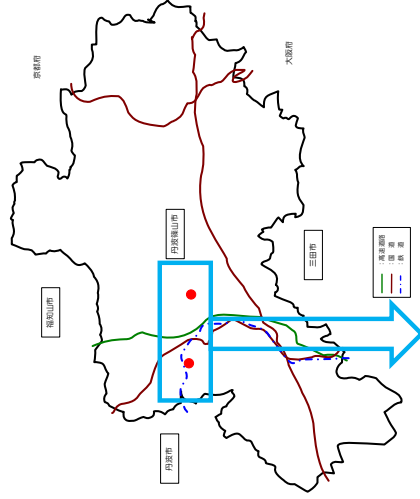 京都府
大阪府
丹波篠山市
福知山市
三田市
丹波市
：高速道路
：国　道
：鉄　道